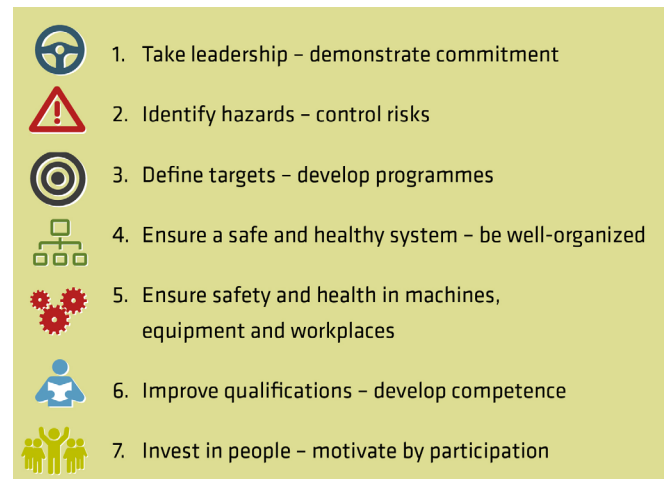 1. Take leadership – demonstrate commitment
2. Identify hazards – control risks
3. Define targets – develop programmes
4. Ensure a safe and healthy system – be well-organized
5. Ensure safety and health in machines,
equipment and workplaces
6. Improve qualifications – develop competence
7. Invest in people – motivate by participation